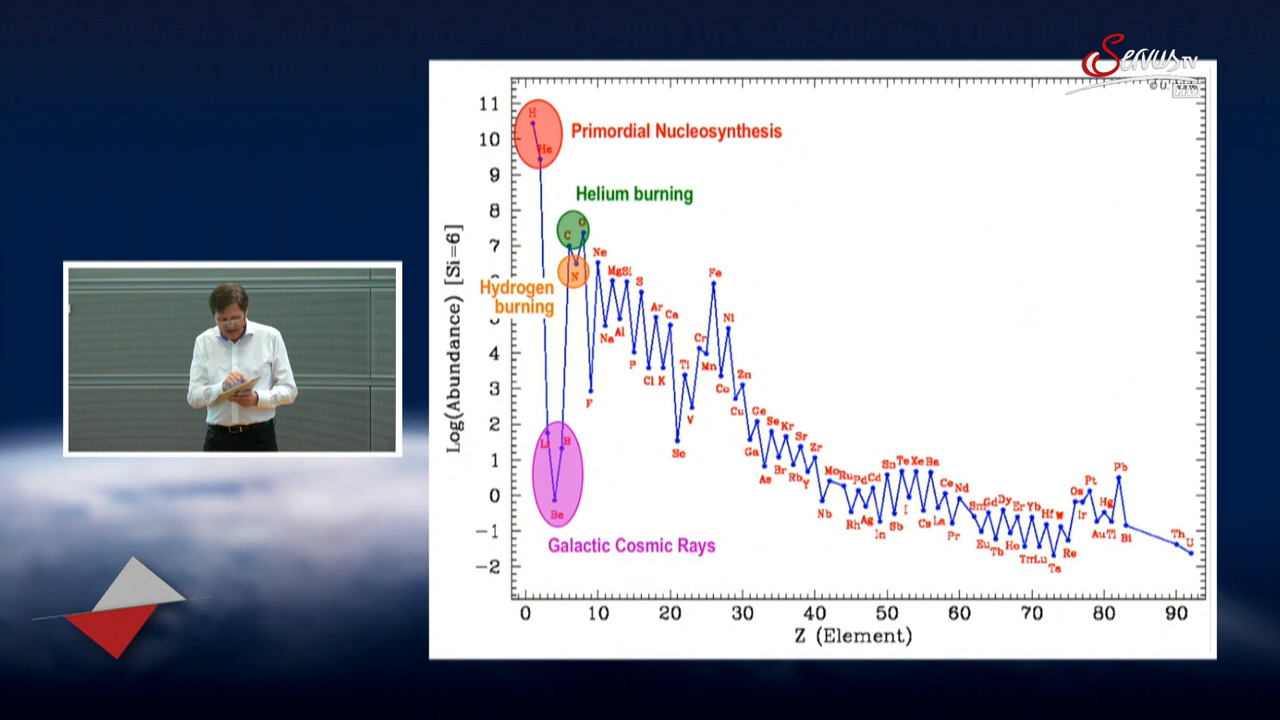 Servus TV
HD
© U.
Primordial Nucleosynthesis
Helium burning
Hydrogen
burning
Galactic Cosmic Rays
Log(Abundance) [Si=6]
11
10
9
8
7
5
4
3
2
1
0
−1
−2
H
He
Li
Be
B
C
N
O
F
Ne
Na
Mg
Al
Si
P
S
Cl
Ar
K
Ca
Sc
Ti
V
Cr
Mn
Fe
Co
Ni
Cu
Zn
Ga
Ge
As
Se
Br
Kr
Rb
Sr
Y
Zr
Nb
Mo
Ru
Rh
Pd
Ag
Cd
In
Sn
Sb
Te
I
Xe
Cs
Ba
La
Ce
Pr
Nd
Sm
Eu
Gd
Tb
Dy
Ho
Er
Tm
Yb
Lu
Hf
Ta
W
Re
Os
Ir
Pt
Au
Hg
Tl
Pb
Bi
Th
U
0 10 20 30 40 50 60 70 80 90
Z (Element)